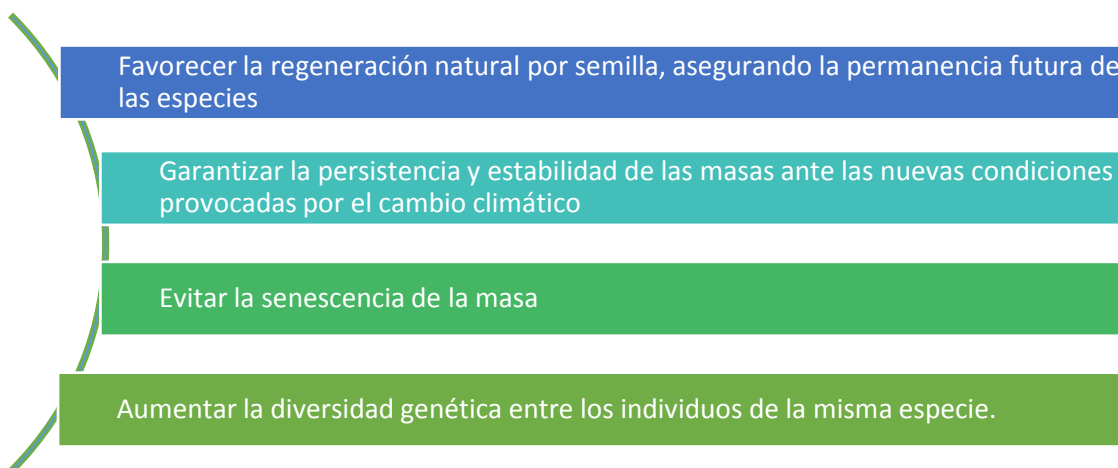 Favorecer la regeneración natural por semilla, asegurando la permanencia futura de
las especies
Garantizar la persistencia y estabilidad de las masas ante las nuevas condiciones
provocadas por el cambio climático
Evitar la senescencia de la masa
Aumentar la diversidad genética entre los individuos de la misma especie.